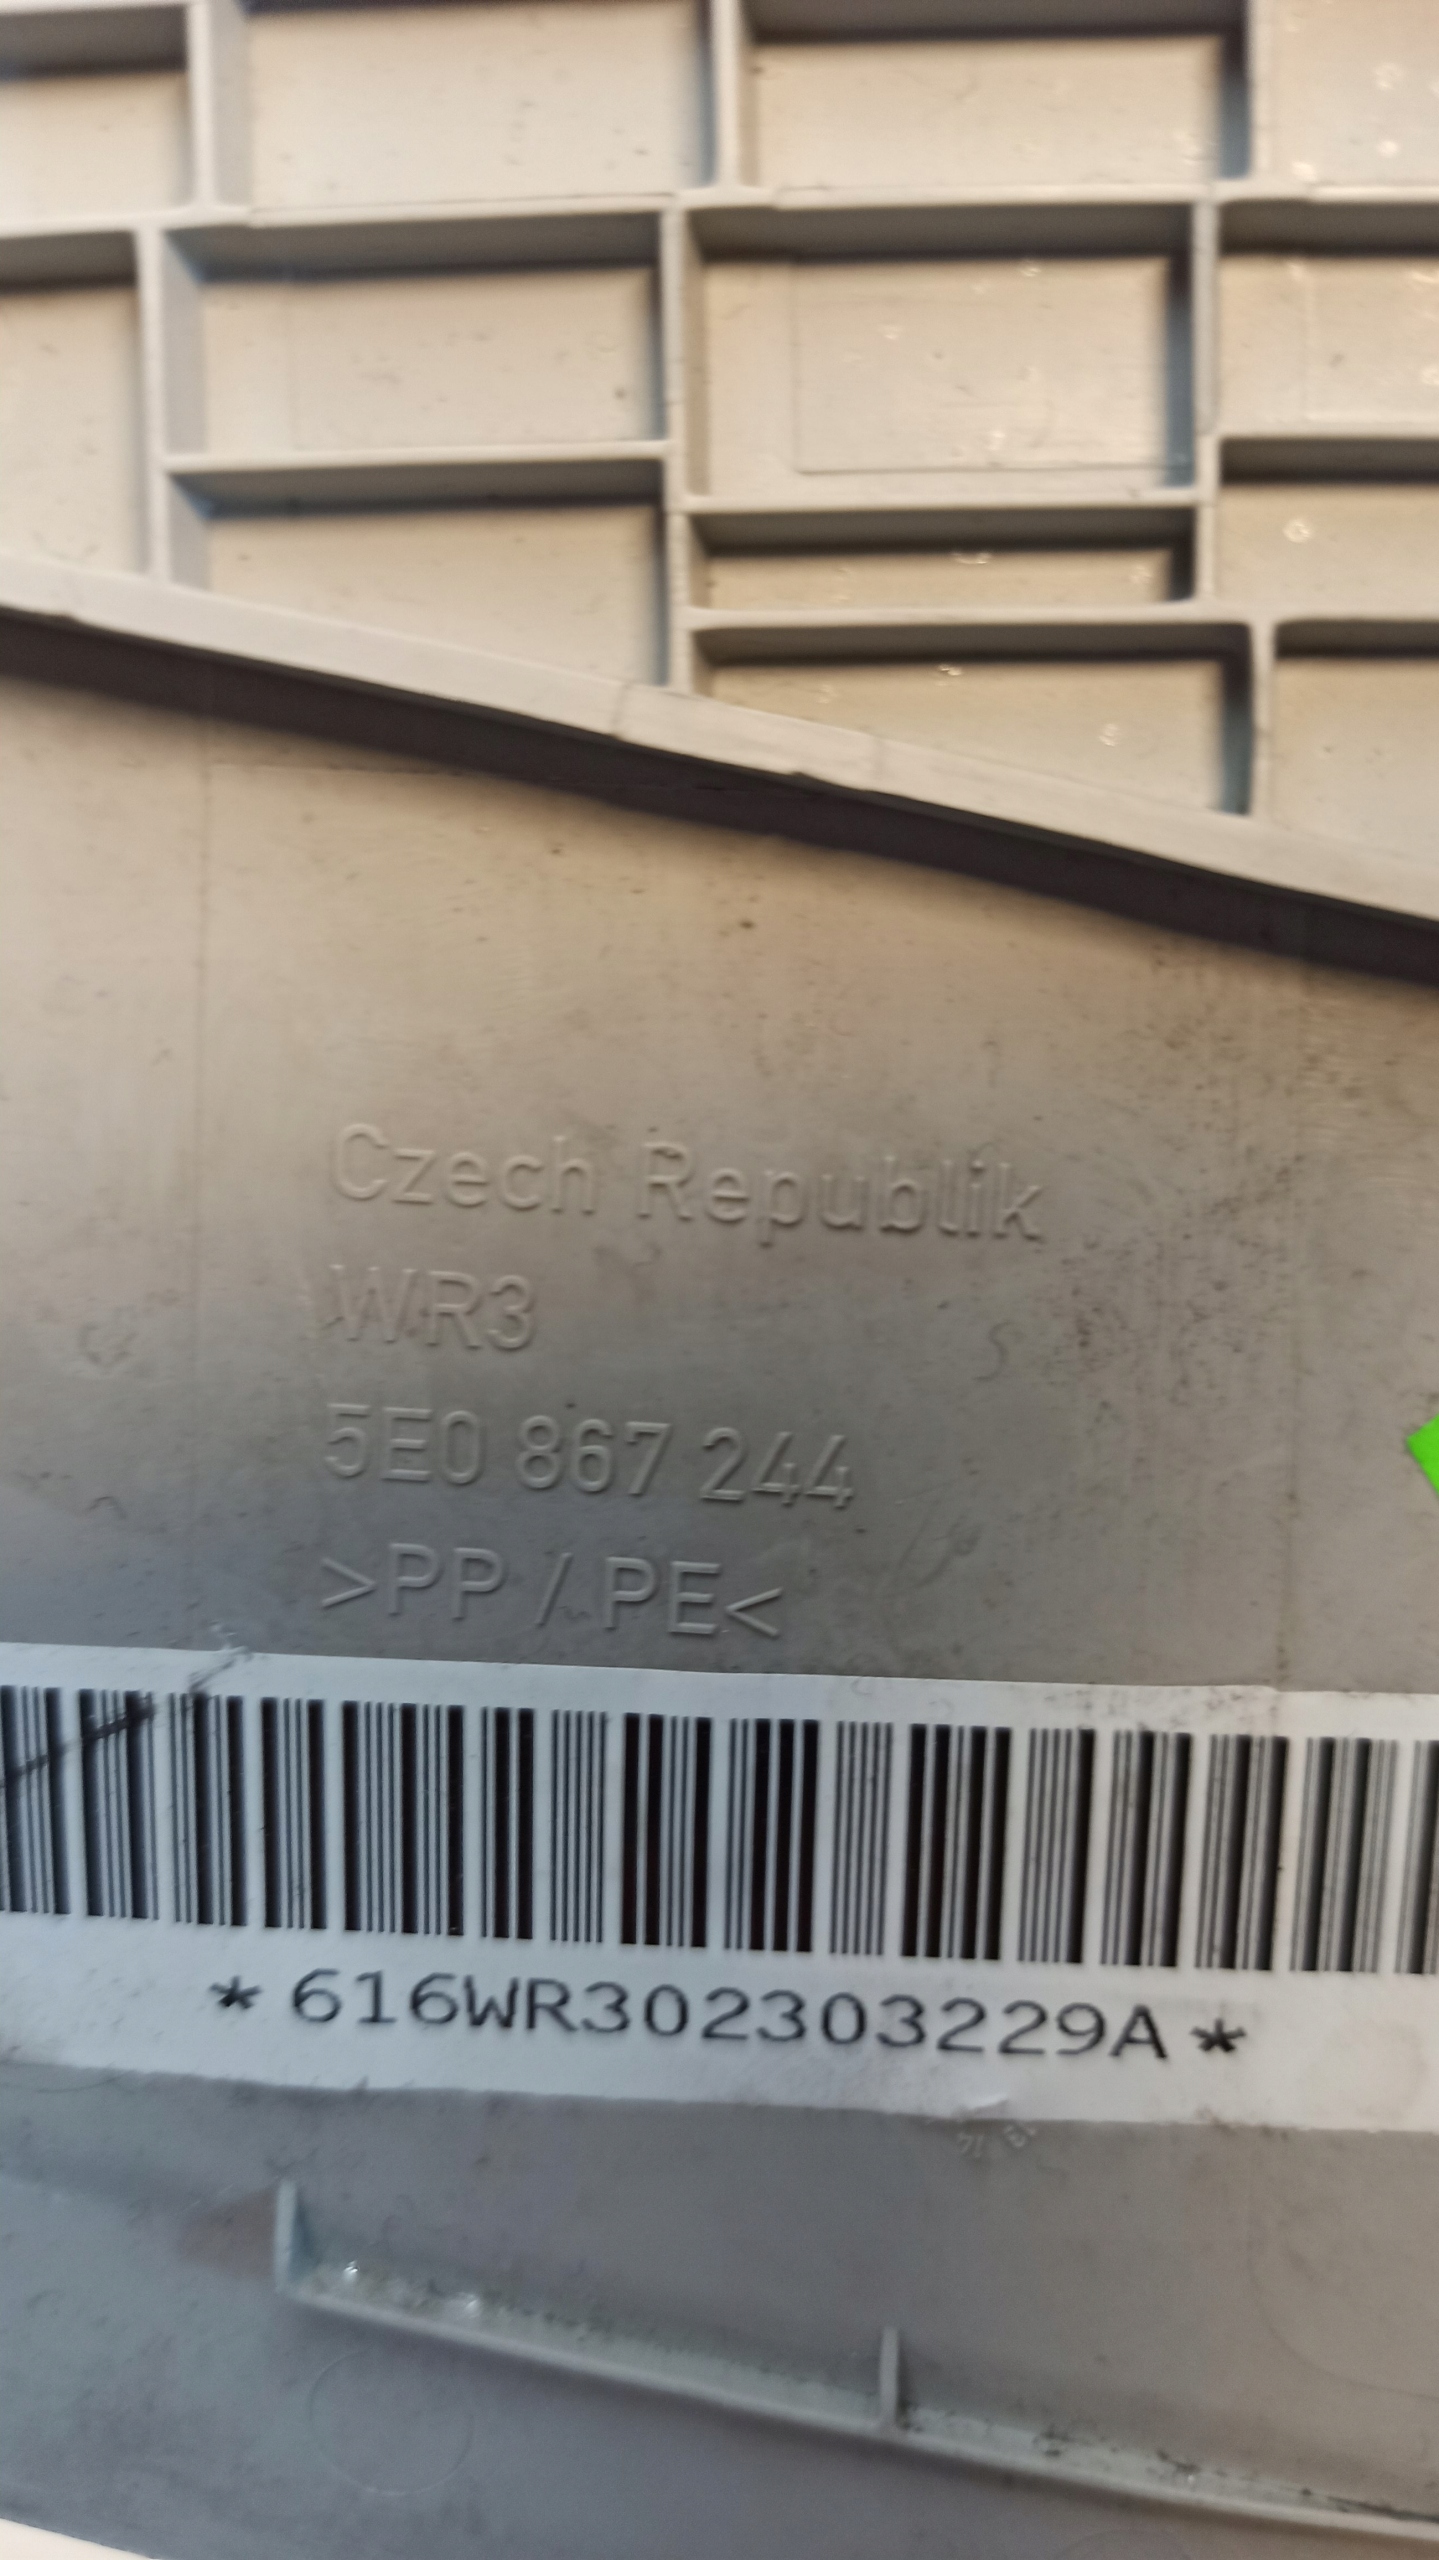 Czech Republik
WR3
5E0 867 244
>PP / PE<
*616WR302303229A*